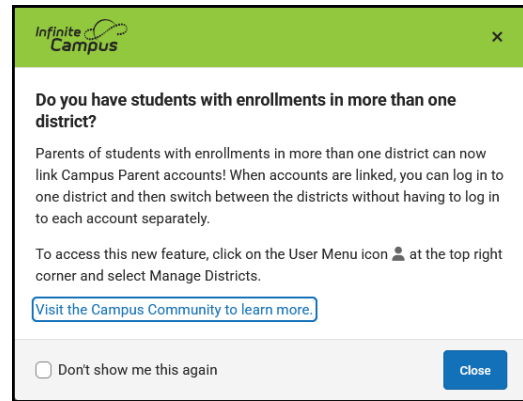 Infinite
Campus
×
Do you have students with enrollments in more than one
district?
Parents of students with enrollments in more than one district can now
link Campus Parent accounts! When accounts are linked, you can log in to
one district and then switch between the districts without having to log in
to each account separately.
To access this new feature, click on the User Menu icon at the top right
corner and select Manage Districts.
Visit the Campus Community to learn more.
Don't show me this again
Close